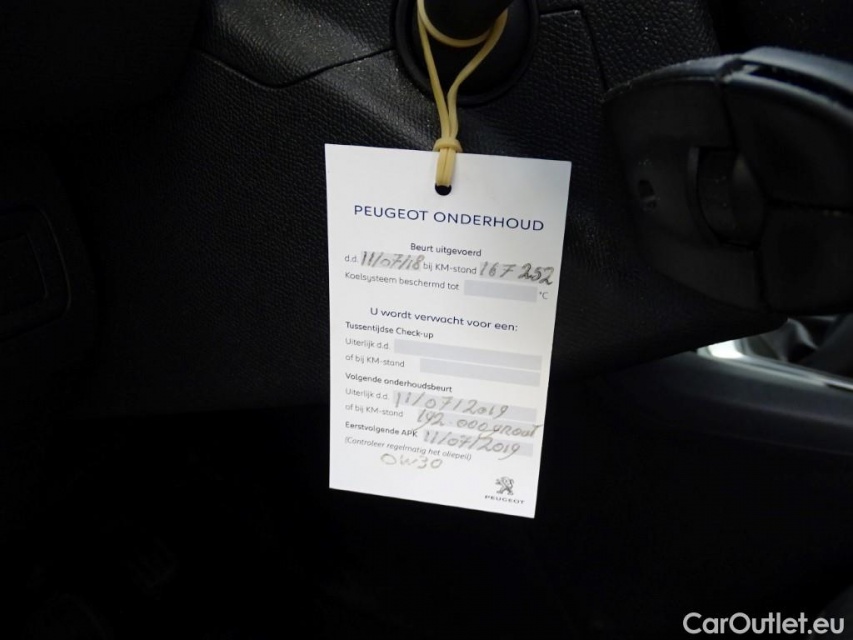 PEUGEOT ONDERHOUD
Beurt uitgevoerd
d.d. 11/07/18 bij KM-stand 167 252
Koelsysteem beschermd tot °C
U wordt verwacht voor een:
Tussentijdse Check-up
Uiterlijk d.d.
of bij KM-stand
Volgende onderhoudsbeurt
Uiterlijk d.d. 11/07/2019
of bij KM-stand 192.000
Eerstvolgende APK 11/07/2019
(Controleer regelmatig het oliepeil)
0W30
PEUGEOT
CarOutlet.eu